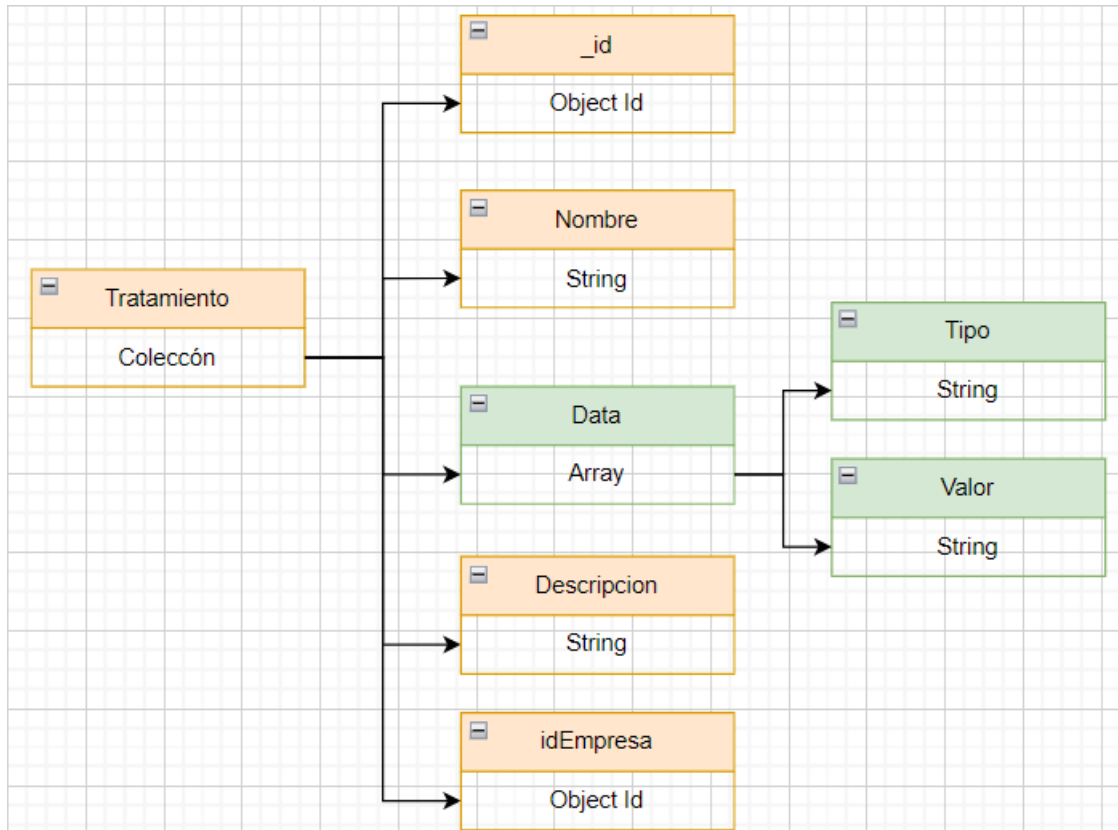 _id
Object Id
Nombre
String
Tratamiento
Coleccón
Data
Array
Tipo
String
Valor
String
Descripcion
String
idEmpresa
Object Id